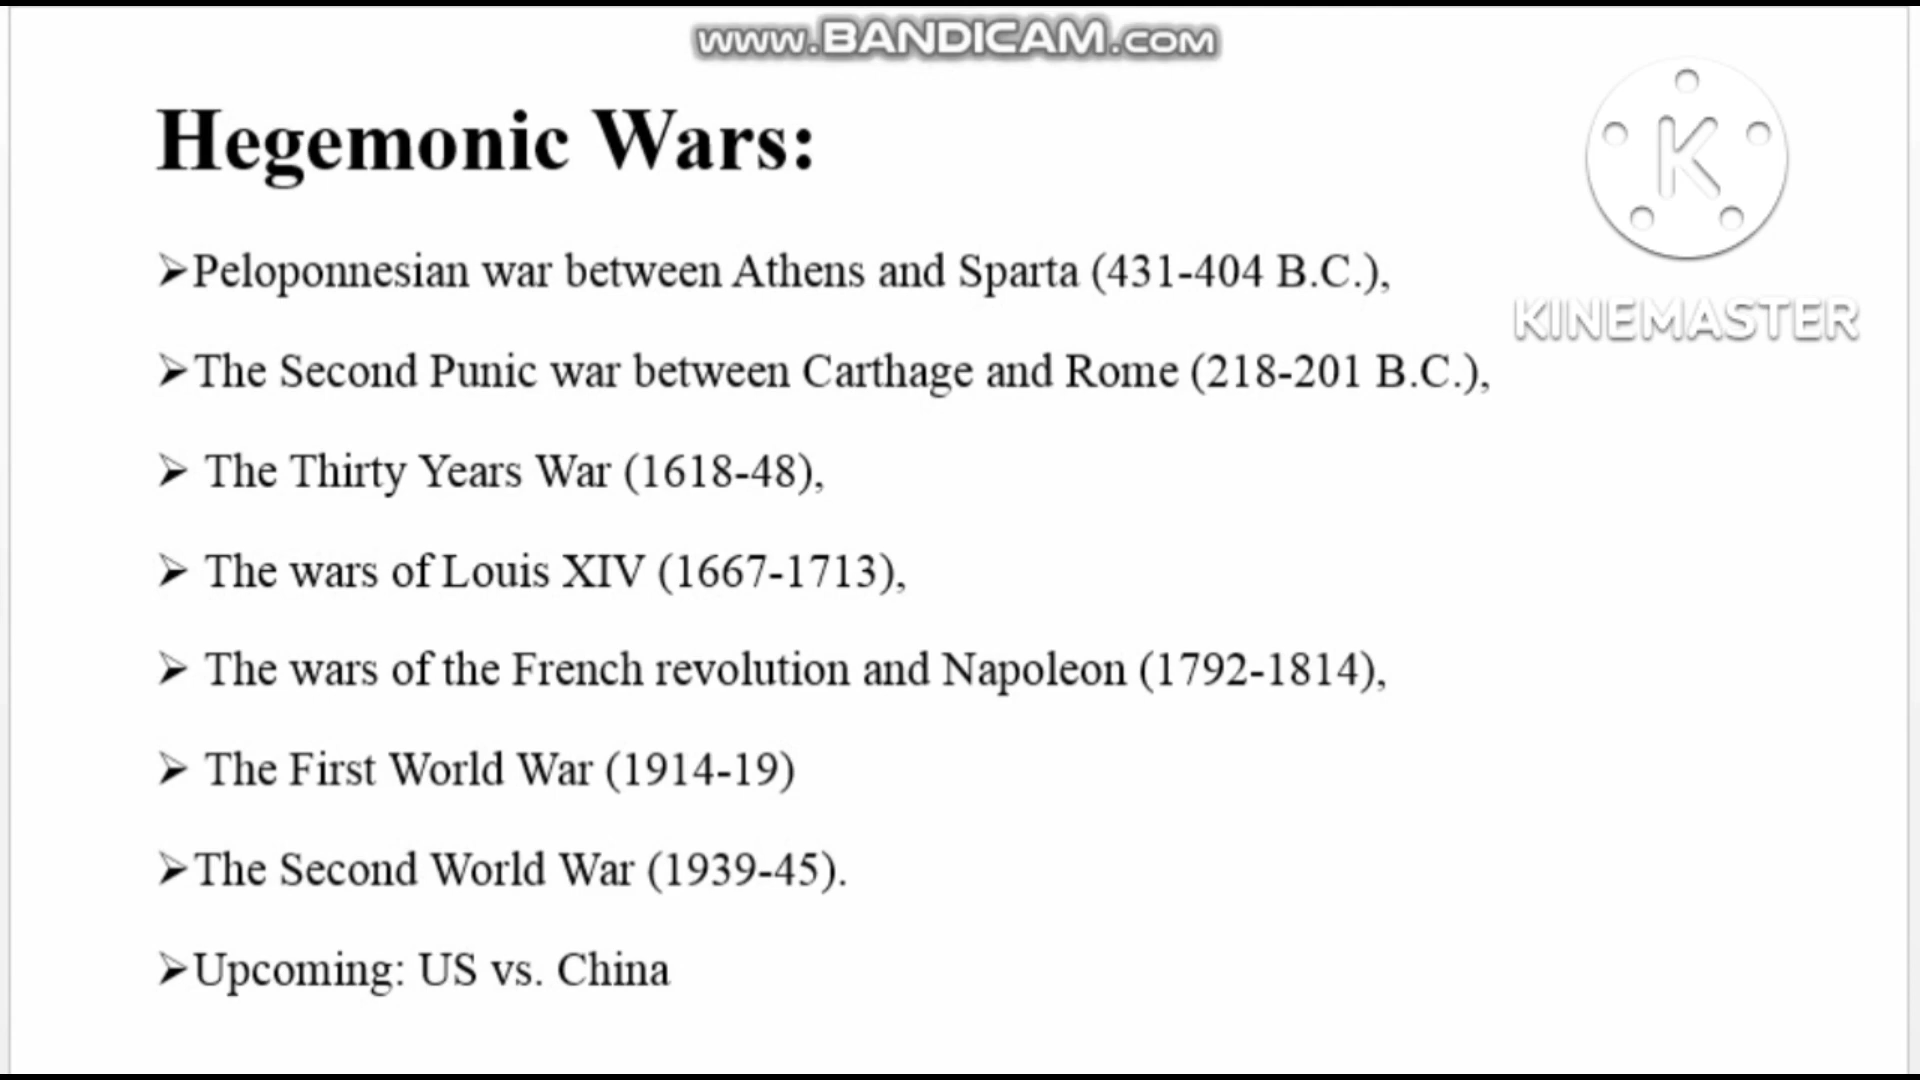 www.BANDICAM.com
Hegemonic Wars:
K
KINEMASTER
➢Peloponnesian war between Athens and Sparta (431-404 B.C.),
➢The Second Punic war between Carthage and Rome (218-201 B.C.),
➢ The Thirty Years War (1618-48),
➢ The wars of Louis XIV (1667-1713),
➢ The wars of the French revolution and Napoleon (1792-1814),
➢ The First World War (1914-19)
➢The Second World War (1939-45).
➢Upcoming: US vs. China